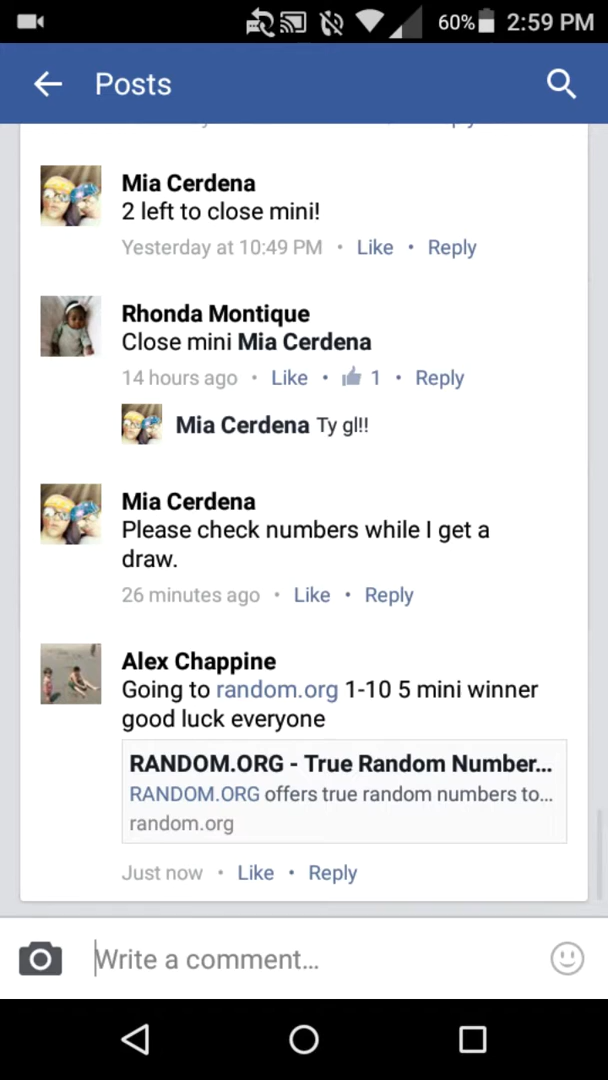 60% 2:59 PM
Posts
Mia Cerdena
2 left to close mini!
Yesterday at 10:49 PM • Like • Reply
Rhonda Montique
Close mini Mia Cerdena
14 hours ago • Like • 1 • Reply
Mia Cerdena Ty gl!!
Mia Cerdena
Please check numbers while I get a
draw.
26 minutes ago • Like • Reply
Alex Chappine
Going to random.org 1-10 5 mini winner
good luck everyone
RANDOM.ORG - True Random Number...
RANDOM.ORG offers true random numbers to...
random.org
Just now • Like • Reply
Write a comment...